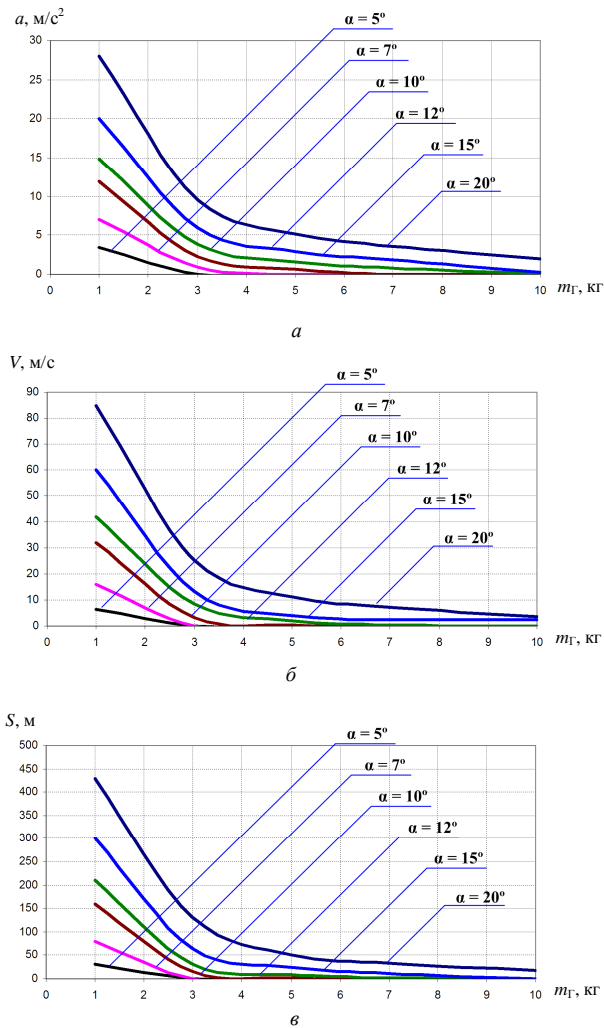 a, м/с²
α = 5º
α = 7º
α = 10º
α = 12º
α = 15º
α = 20º
30
25
20
15
10
5
0
0 1 2 3 4 5 6 7 8 9 10
mГ, кг
а
V, м/с
α = 5º
α = 7º
α = 10º
α = 12º
α = 15º
α = 20º
90
80
70
60
50
40
30
20
10
0
0 1 2 3 4 5 6 7 8 9 10
mГ, кг
б
S, м
α = 5º
α = 7º
α = 10º
α = 12º
α = 15º
α = 20º
500
450
400
350
300
250
200
150
100
50
0
0 1 2 3 4 5 6 7 8 9 10
mГ, кг
в